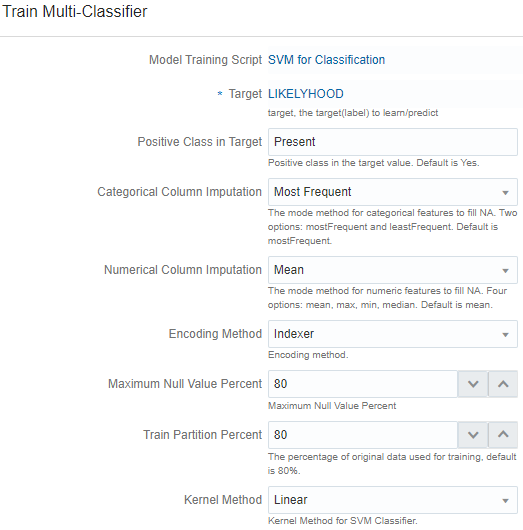 Train Multi-Classifier
Model Training Script SVM for Classification
* Target LIKELYHOOD
target, the target(label) to learn/predict
Positive Class in Target Present
Positive class in the target value. Default is Yes.
Categorical Column Imputation Most Frequent
The mode method for categorical features to fill NA. Two
options: mostFrequent and leastFrequent. Default is
mostFrequent.
Numerical Column Imputation Mean
The mode method for numeric features to fill NA. Four
options: mean, max, min, median. Default is mean.
Encoding Method Indexer
Encoding method.
Maximum Null Value Percent 80
Maximum Null Value Percent
Train Partition Percent 80
The percentage of original data used for training, default
is 80%.
Kernel Method Linear
Kernel Method for SVM Classifier.